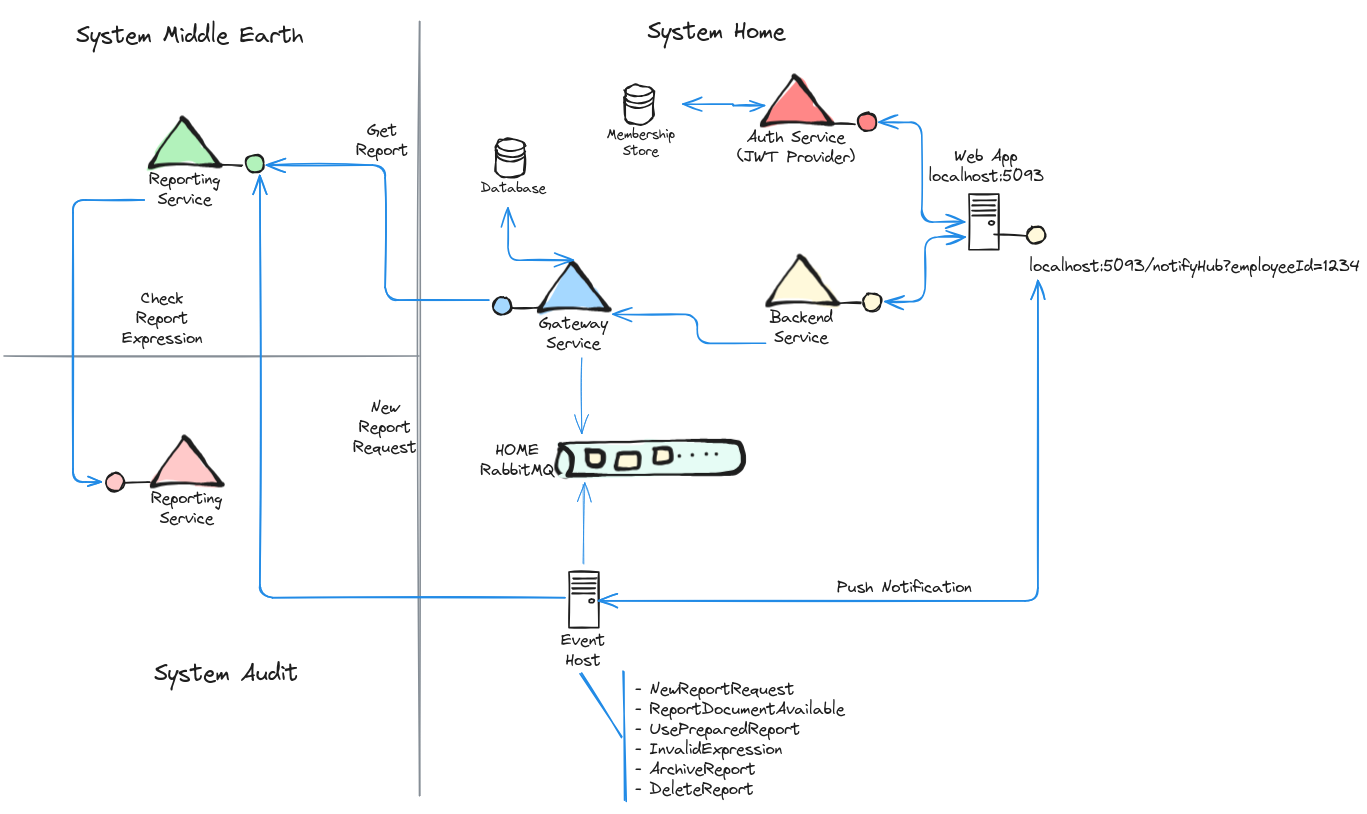 System Middle Earth
System Home
Membership
Store
Auth Service
(JWT Provider)
Get
Report
Database
Web App
localhost:5093
Reporting
Service
localhost:5093/notifyHub?employeeId=1234
Check
Report
Expression
Gateway
Service
Backend
Service
New
Report
Request
HOME
RabbitMQ
Reporting
Service
Push Notification
Event
Host
System Audit
- NewReportRequest
- ReportDocumentAvailable
- UsePreparedReport
- InvalidExpression
- ArchiveReport
- DeleteReport